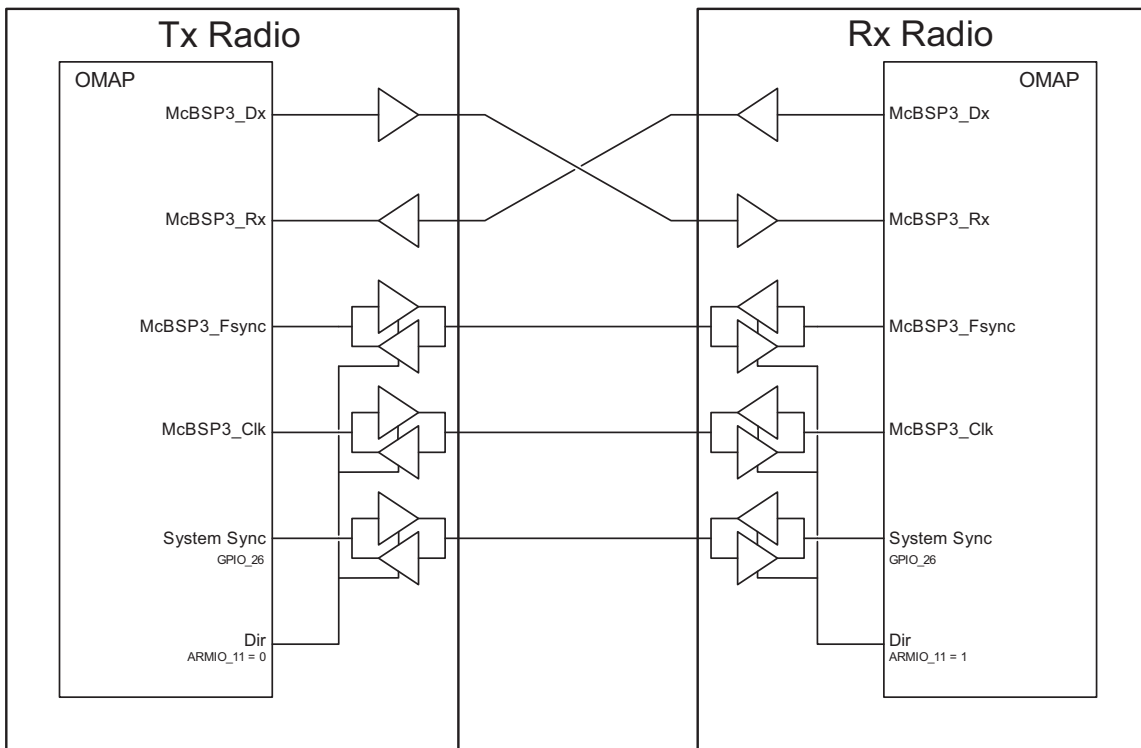 Tx Radio
OMAP
McBSP3_Dx
McBSP3_Rx
McBSP3_Fsync
McBSP3_Clk
System Sync
GPIO_26
Dir
ARMIO_11 = 0
Rx Radio
OMAP
McBSP3_Dx
McBSP3_Rx
McBSP3_Fsync
McBSP3_Clk
System Sync
GPIO_26
Dir
ARMIO_11 = 1